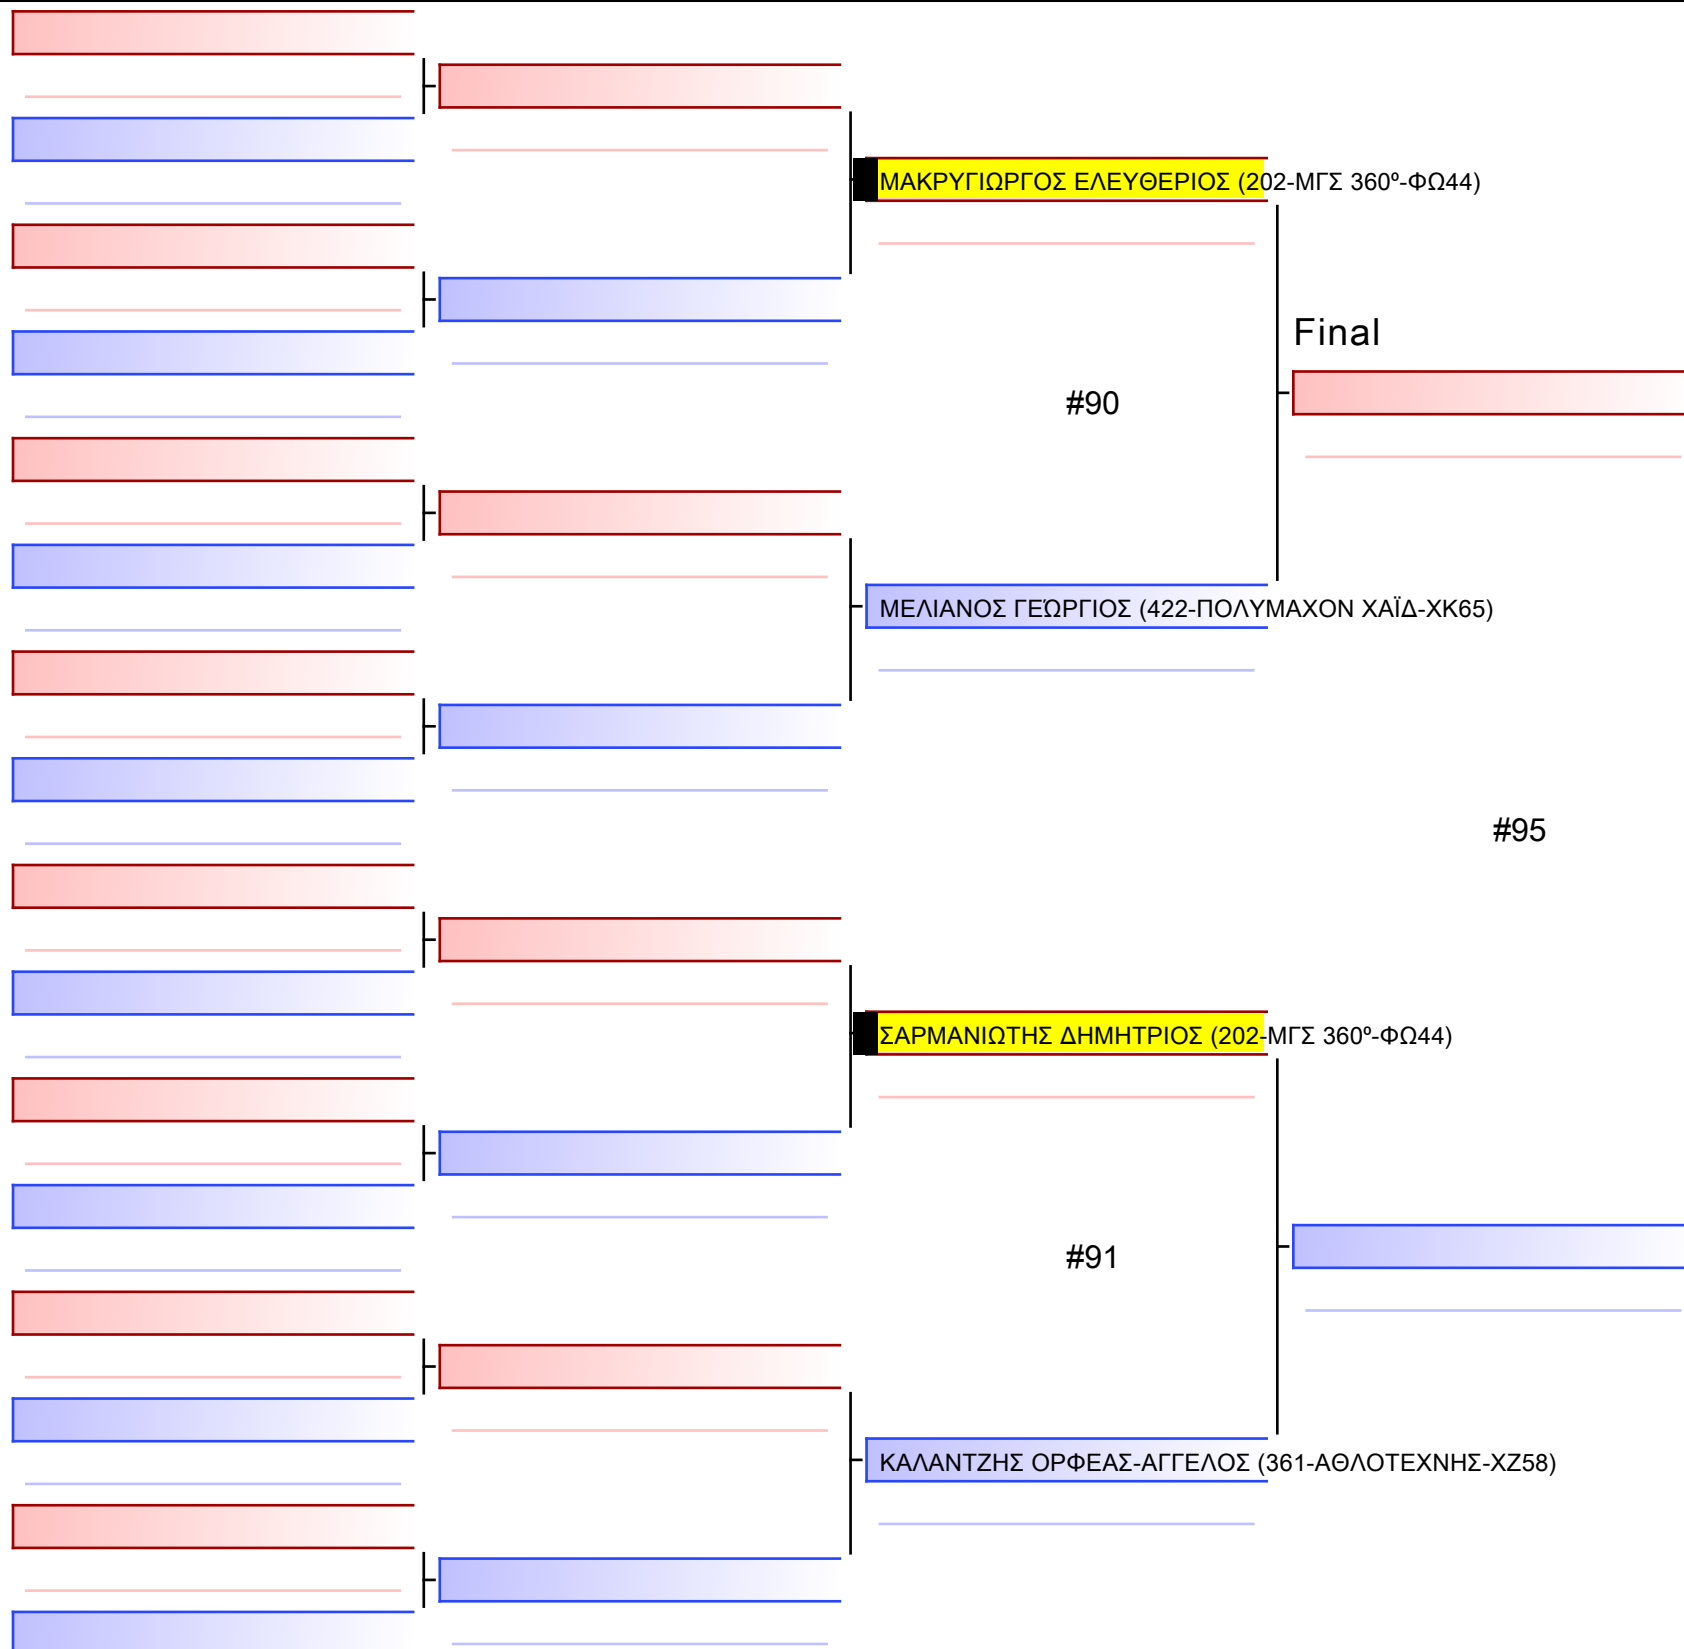 ΜΑΚΡΥΓΙΩΡΓΟΣ ΕΛΕΥΘΕΡΙΟΣ (202-ΜΓΣ 360º-ΦΩ44)
Final
#90
ΜΕΛΙΑΝΟΣ ΓΕΏΡΓΙΟΣ (422-ΠΟΛΥΜΑΧΟΝ ΧΑΪΔ-ΧΚ65)
#95
ΣΑΡΜΑΝΙΩΤΗΣ ΔΗΜΗΤΡΙΟΣ (202-ΜΓΣ 360º-ΦΩ44)
#91
ΚΑΛΑΝΤΖΗΣ ΟΡΦΕΑΣ-ΑΓΓΕΛΟΣ (361-ΑΘΛΟΤΕΧΝΗΣ-ΧΖ58)